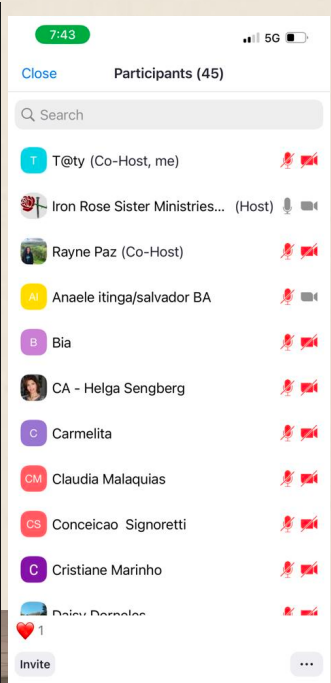 7:43 5G
Close Participants (45)
Search
T T@ty (Co-Host, me)
Iron Rose Sister Ministries... (Host)
Rayne Paz (Co-Host)
AI Anaele itinga/salvador BA
B Bia
CA - Helga Sengberg
C Carmelita
CM Claudia Malaquias
CS Conceicao Signoretti
C Cristiane Marinho
Daisy Dorneles
1
Invite